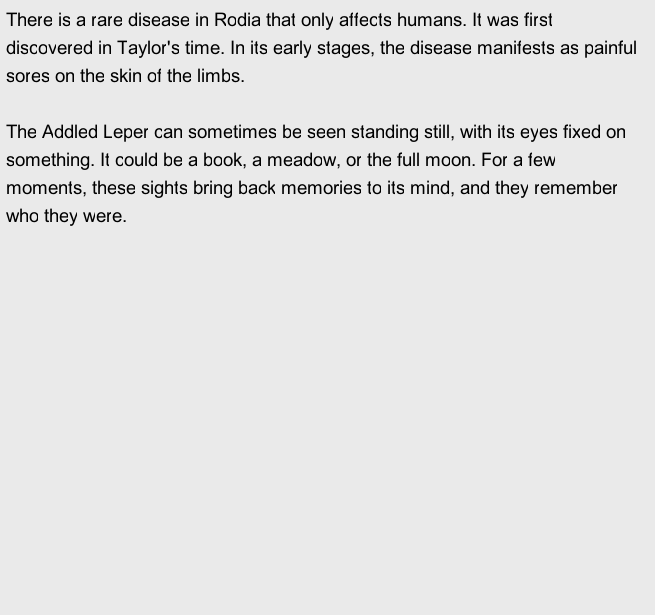 There is a rare disease in Rodia that only affects humans. It was first
discovered in Taylor's time. In its early stages, the disease manifests as painful
sores on the skin of the limbs.

The Addled Leper can sometimes be seen standing still, with its eyes fixed on
something. It could be a book, a meadow, or the full moon. For a few
moments, these sights bring back memories to its mind, and they remember
who they were.